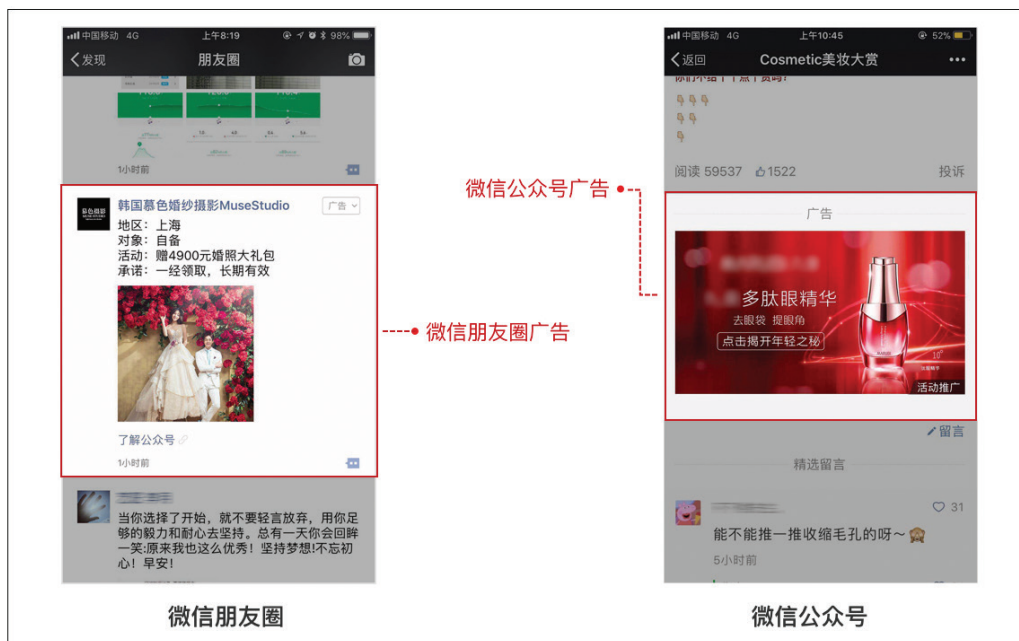 中国移动 4G 上午8:19 98%
发现 朋友圈
1小时前
韩国慕色婚纱摄影MuseStudio 广告
地区：上海
对象：自备
活动：赠4900元婚照大礼包
承诺：一经领取，长期有效
了解公众号
1小时前
当你选择了开始，就不要轻言放弃，用你足
够的毅力和耐心去坚持。总有一天你会回眸
一笑:原来我也这么优秀！坚持梦想!不忘初
心！早安！
微信朋友圈
微信朋友圈广告
微信公众号广告
中国移动 4G 上午10:45 52%
返回 Cosmetic美妆大赏
阅读 59537 1522 投诉
广告
多肽眼精华
去眼袋 提眼角
点击揭开年轻之秘
活动推广
留言
精选留言
31
能不能推一推收缩毛孔的呀～
5小时前
微信公众号